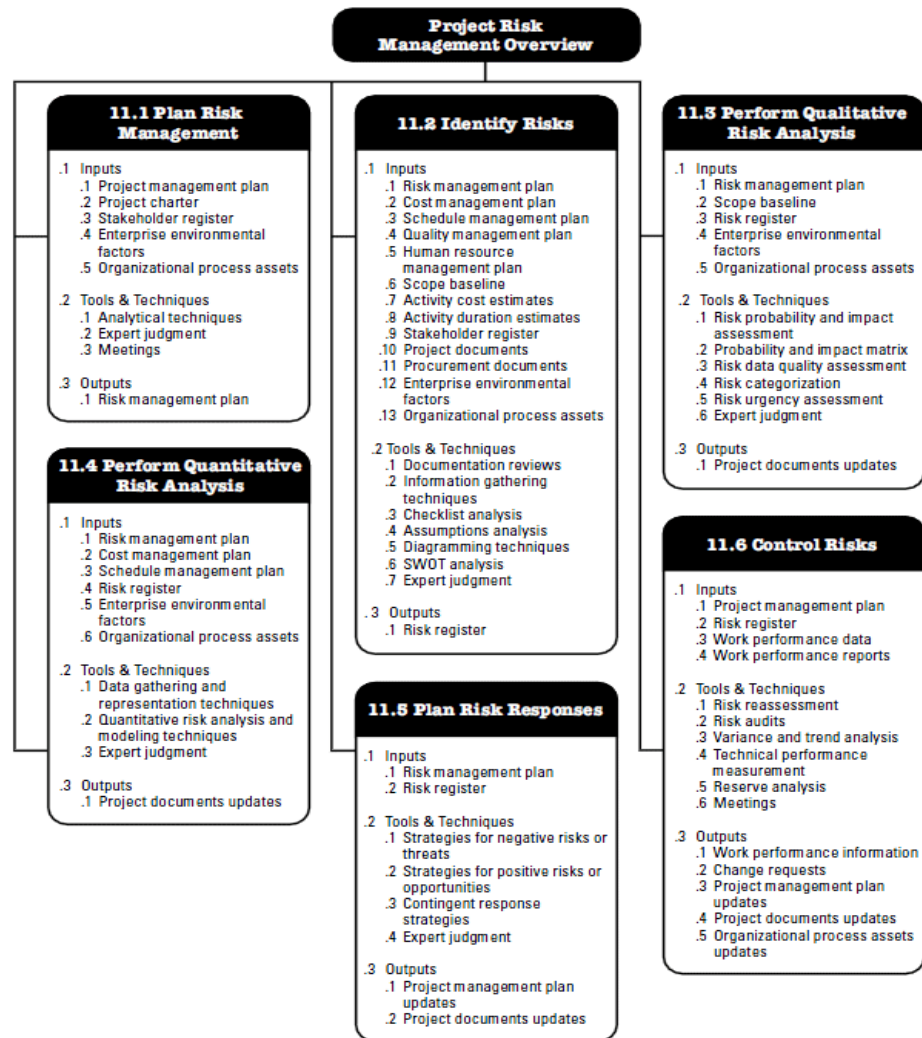 Project Risk
Management Overview
11.1 Plan Risk
Management
.1 Inputs
.1 Project management plan
.2 Project charter
.3 Stakeholder register
.4 Enterprise environmental
factors
.5 Organizational process assets
.2 Tools & Techniques
.1 Analytical techniques
.2 Expert judgment
.3 Meetings
.3 Outputs
.1 Risk management plan
11.2 Identify Risks
.1 Inputs
.1 Risk management plan
.2 Cost management plan
.3 Schedule management plan
.4 Quality management plan
.5 Human resource
management plan
.6 Scope baseline
.7 Activity cost estimates
.8 Activity duration estimates
.9 Stakeholder register
.10 Project documents
.11 Procurement documents
.12 Enterprise environmental
factors
.13 Organizational process assets
.2 Tools & Techniques
.1 Documentation reviews
.2 Information gathering
techniques
.3 Checklist analysis
.4 Assumptions analysis
.5 Diagramming techniques
.6 SWOT analysis
.7 Expert judgment
.3 Outputs
.1 Risk register
11.3 Perform Qualitative
Risk Analysis
.1 Inputs
.1 Risk management plan
.2 Scope baseline
.3 Risk register
.4 Enterprise environmental
factors
.5 Organizational process assets
.2 Tools & Techniques
.1 Risk probability and impact
assessment
.2 Probability and impact matrix
.3 Risk data quality assessment
.4 Risk categorization
.5 Risk urgency assessment
.6 Expert judgment
.3 Outputs
.1 Project documents updates
11.4 Perform Quantitative
Risk Analysis
.1 Inputs
.1 Risk management plan
.2 Cost management plan
.3 Schedule management plan
.4 Risk register
.5 Enterprise environmental
factors
.6 Organizational process assets
.2 Tools & Techniques
.1 Data gathering and
representation techniques
.2 Quantitative risk analysis and
modeling techniques
.3 Expert judgment
.3 Outputs
.1 Project documents updates
11.5 Plan Risk Responses
.1 Inputs
.1 Risk management plan
.2 Risk register
.2 Tools & Techniques
.1 Strategies for negative risks or
threats
.2 Strategies for positive risks or
opportunities
.3 Contingent response
strategies
.4 Expert judgment
.3 Outputs
.1 Project management plan
updates
.2 Project documents updates
11.6 Control Risks
.1 Inputs
.1 Project management plan
.2 Risk register
.3 Work performance data
.4 Work performance reports
.2 Tools & Techniques
.1 Risk reassessment
.2 Risk audits
.3 Variance and trend analysis
.4 Technical performance
measurement
.5 Reserve analysis
.6 Meetings
.3 Outputs
.1 Work performance information
.2 Change requests
.3 Project management plan
updates
.4 Project documents updates
.5 Organizational process assets
updates